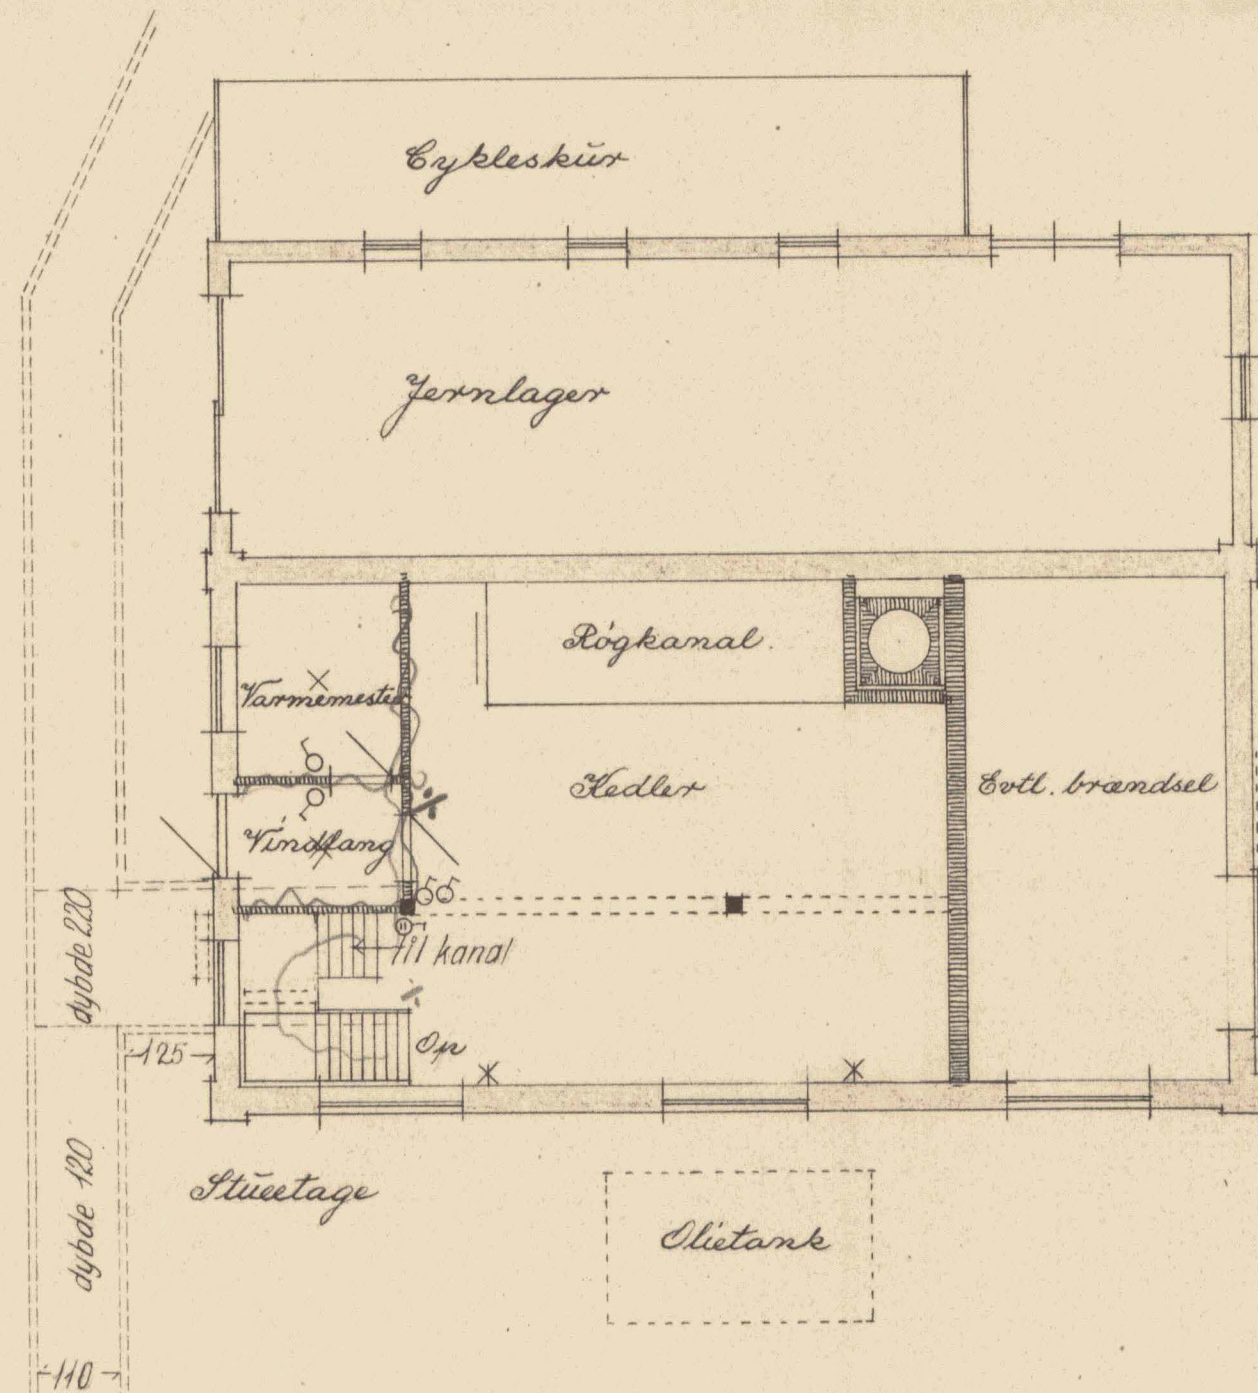 Cykleskur
Jernlager
Røgkanal.
Varmemester
Kedler
Evtl. brændsel
Vindfang
til kanal
dybde 220
125
Op
dybde 120
Stueetage
Olietank
110